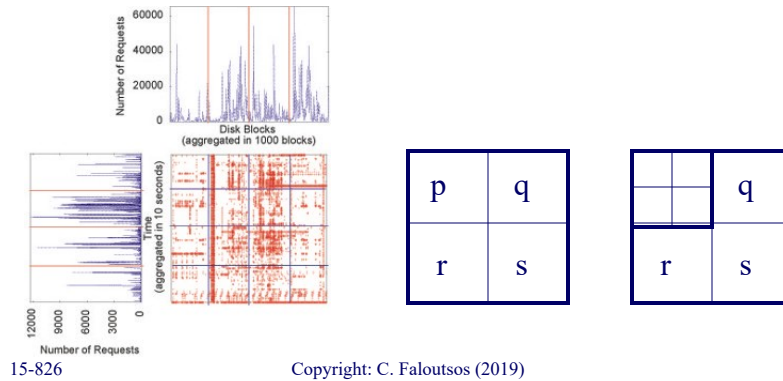 60000
40000
20000
0
Number of Requests
Disk Blocks
(aggregated in 1000 blocks)
Time
(aggregated in 10 seconds)
12000
9000
6000
3000
0
Number of Requests
p q
r s
q
r s
15-826 Copyright: C. Faloutsos (2019)